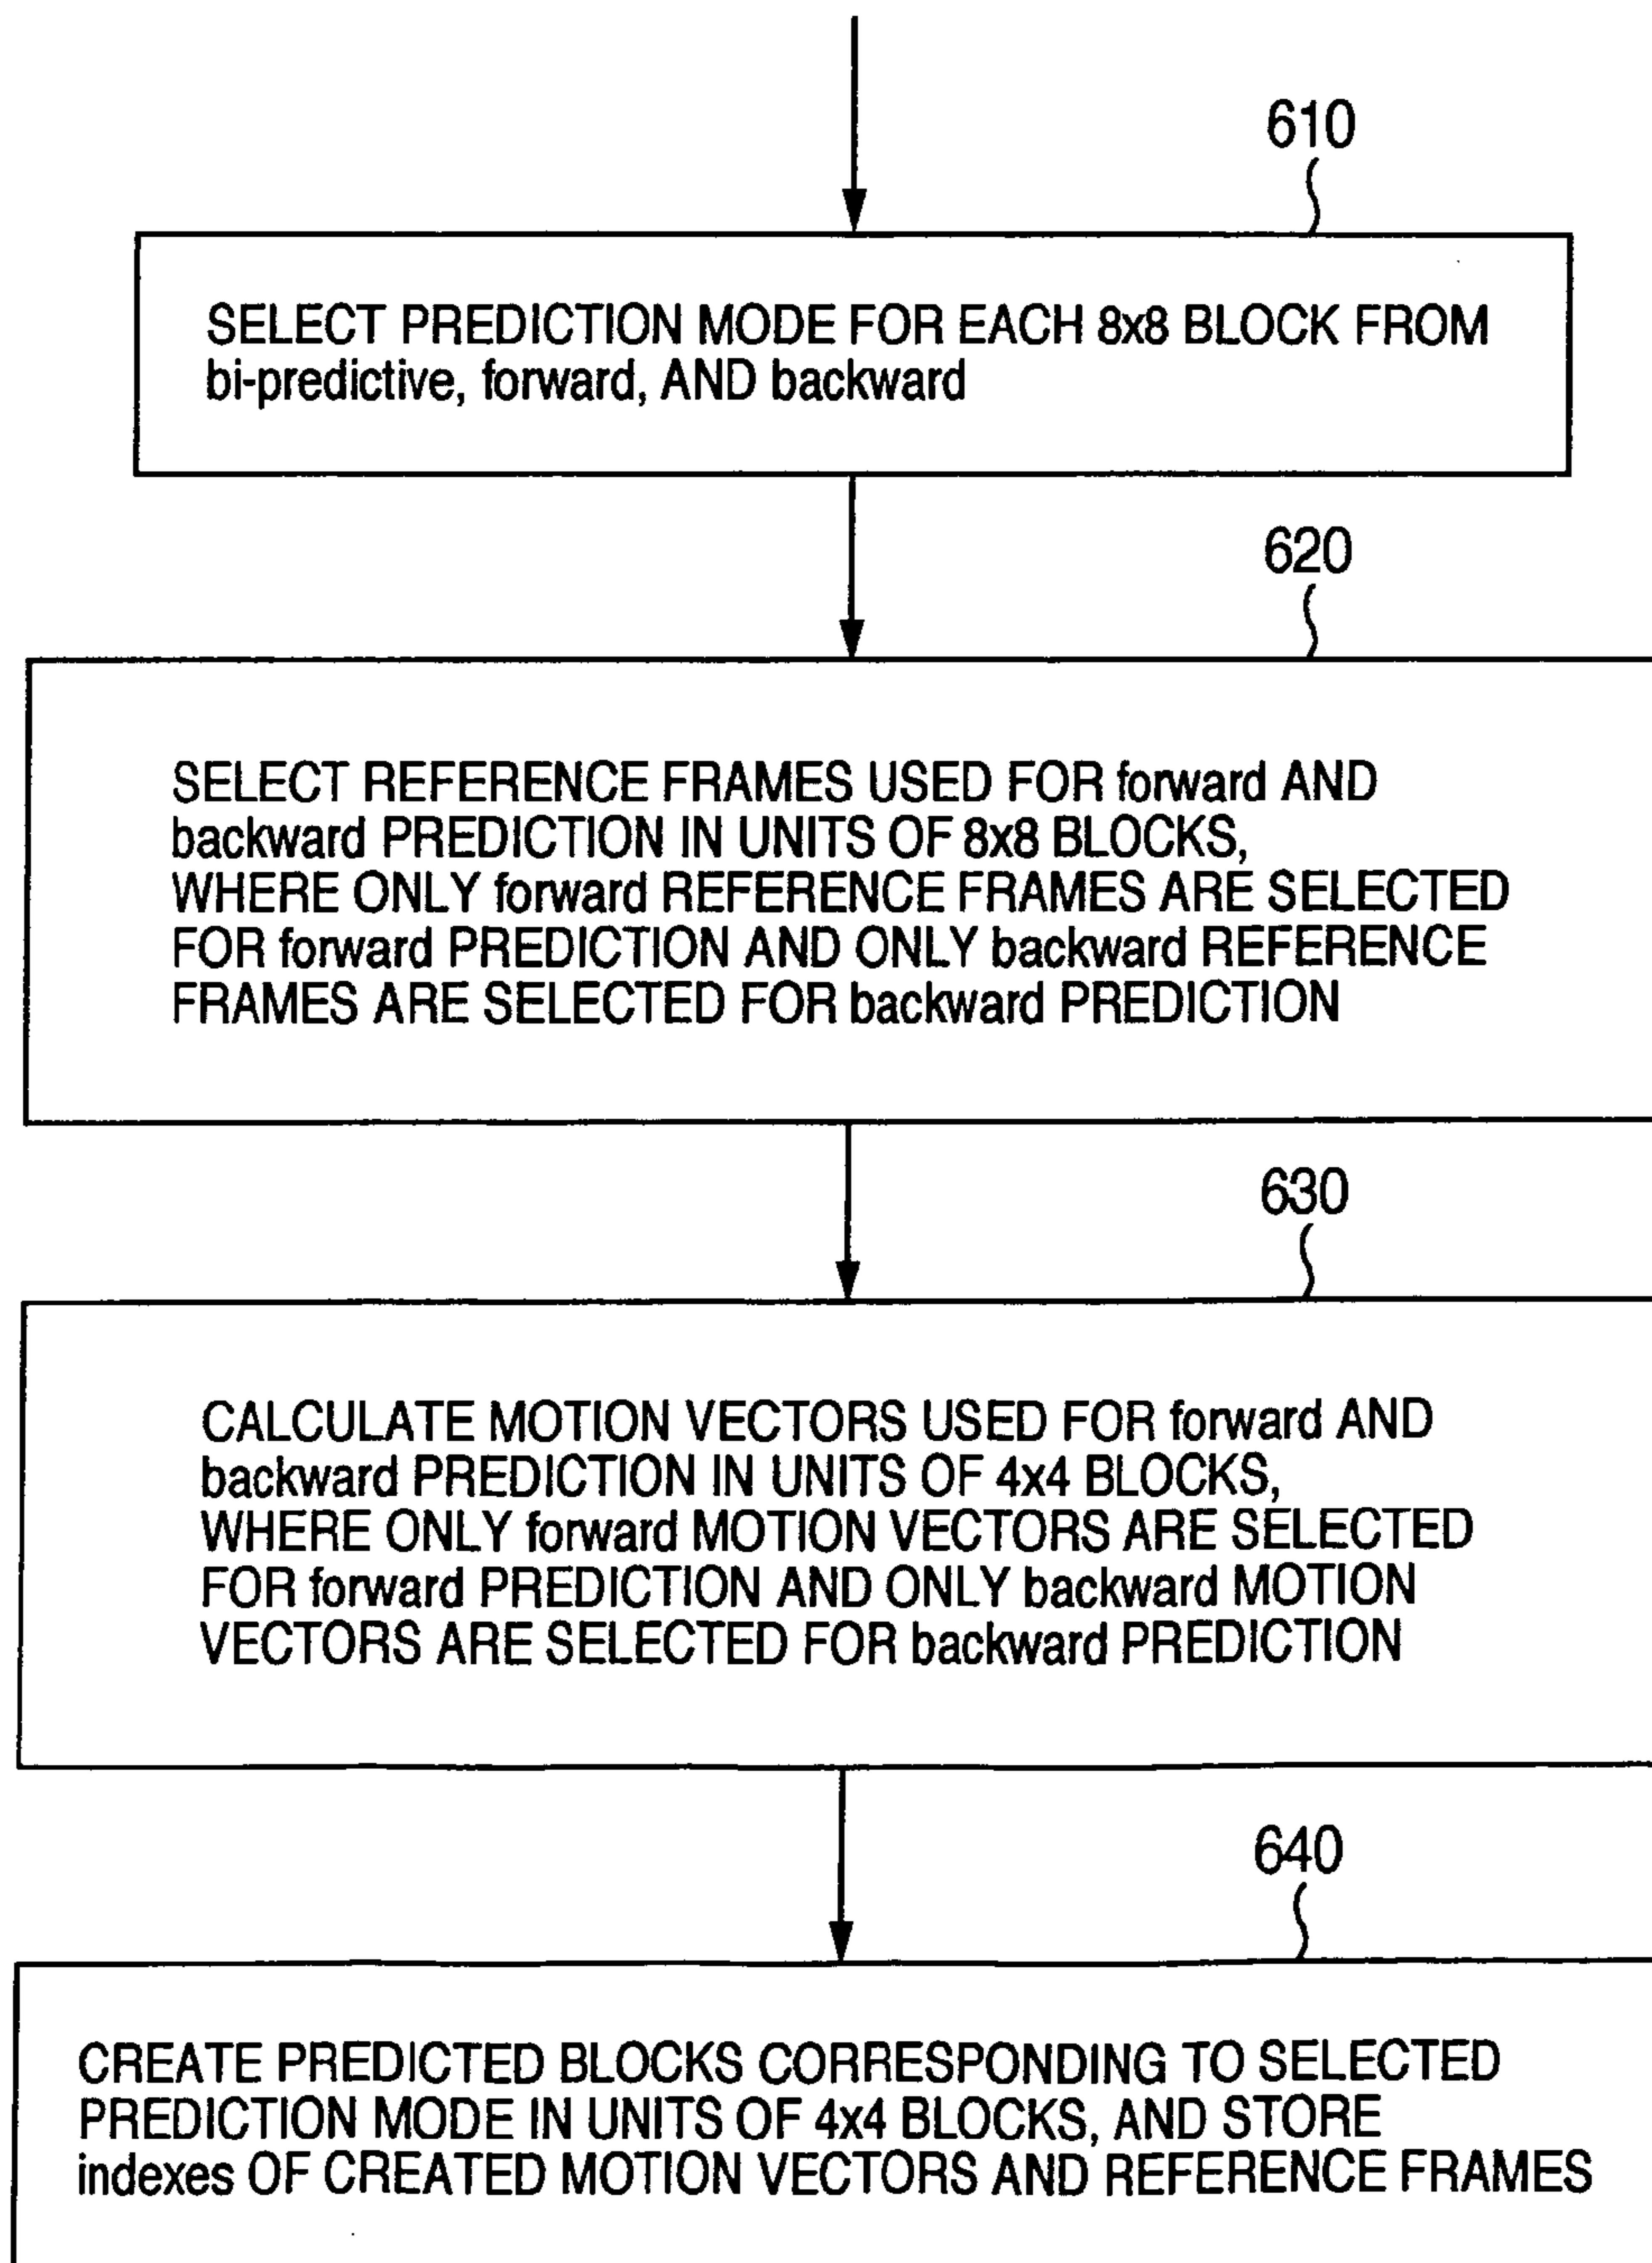 610
SELECT PREDICTION MODE FOR EACH 8x8 BLOCK FROM
bi-predictive, forward, AND backward
620
SELECT REFERENCE FRAMES USED FOR forward AND
backward PREDICTION IN UNITS OF 8x8 BLOCKS,
WHERE ONLY forward REFERENCE FRAMES ARE SELECTED
FOR forward PREDICTION AND ONLY backward REFERENCE
FRAMES ARE SELECTED FOR backward PREDICTION
630
CALCULATE MOTION VECTORS USED FOR forward AND
backward PREDICTION IN UNITS OF 4x4 BLOCKS,
WHERE ONLY forward MOTION VECTORS ARE SELECTED
FOR forward PREDICTION AND ONLY backward MOTION
VECTORS ARE SELECTED FOR backward PREDICTION
640
CREATE PREDICTED BLOCKS CORRESPONDING TO SELECTED
PREDICTION MODE IN UNITS OF 4x4 BLOCKS, AND STORE
indexes OF CREATED MOTION VECTORS AND REFERENCE FRAMES